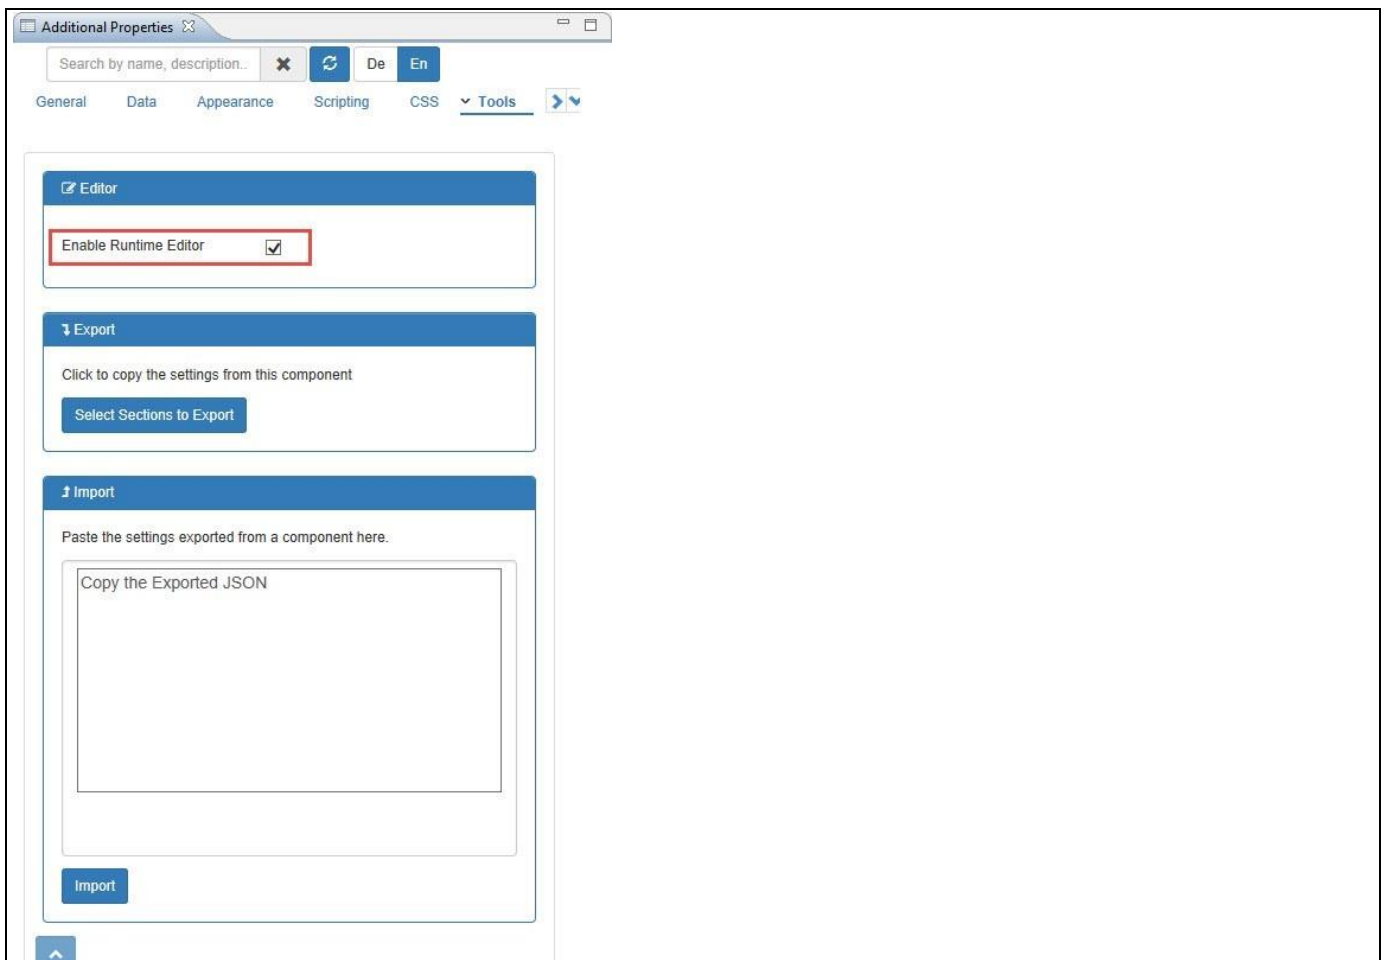 Additional Properties
Search by name, description.. De En
General Data Appearance Scripting CSS Tools
Editor
Enable Runtime Editor
Export
Click to copy the settings from this component
Select Sections to Export
Import
Paste the settings exported from a component here.
Copy the Exported JSON
Import